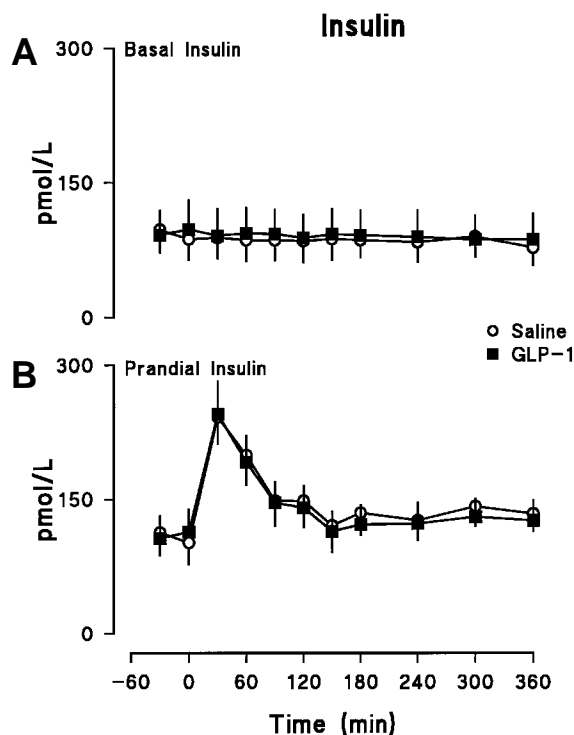 Insulin
A
Basal Insulin
300
150
0
pmol/L
Saline
GLP-1
B
Prandial Insulin
300
150
0
pmol/L
-60 0 60 120 180 240 300 360
Time (min)